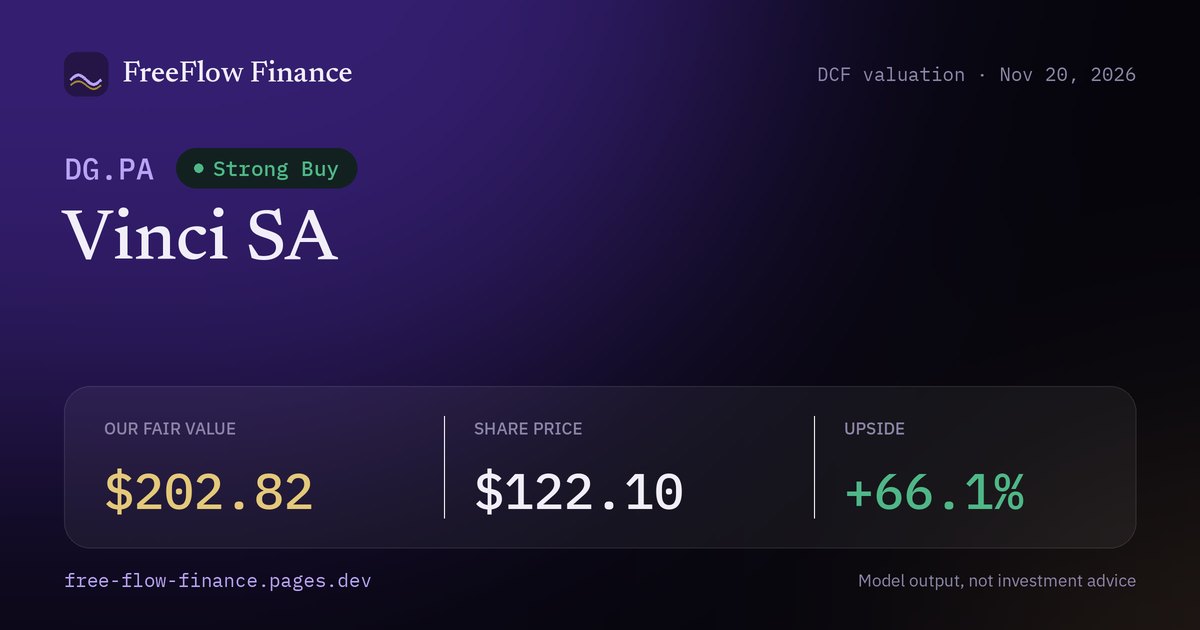 FreeFlow Finance
DCF valuation · Nov 20, 2026
DG.PA
Strong Buy
Vinci SA
OUR FAIR VALUE
$202.82
SHARE PRICE
$122.10
UPSIDE
+66.1%
free-flow-finance.pages.dev
Model output, not investment advice